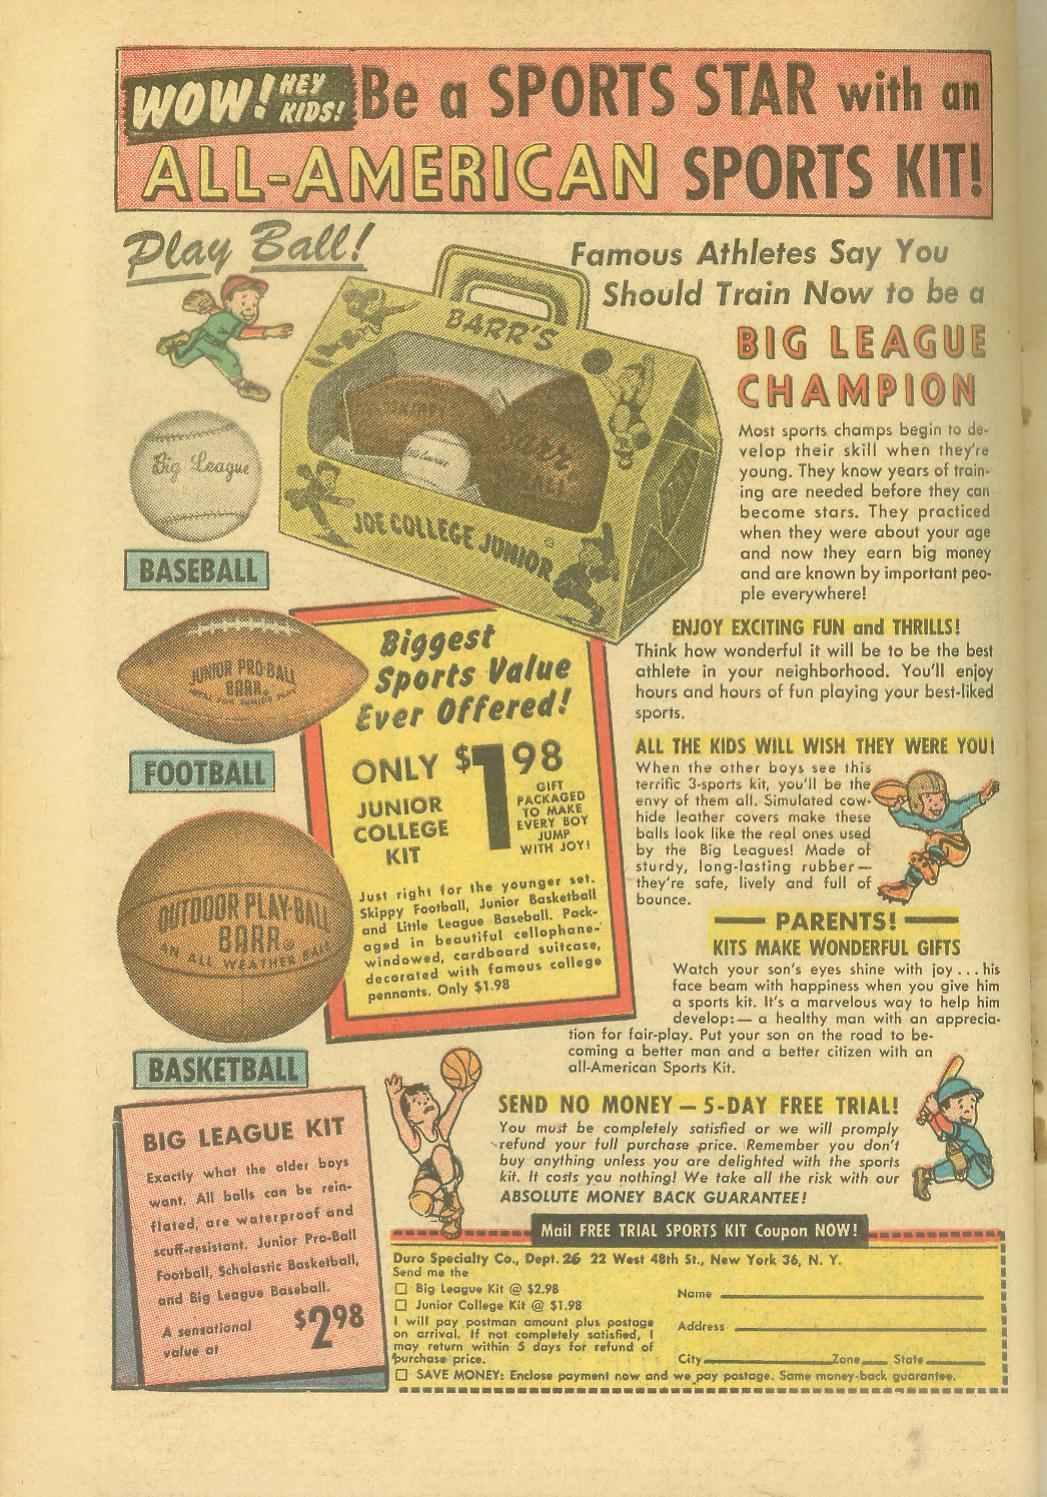 WOW! HEY KIDS! Be a SPORTS STAR with an
ALL-AMERICAN SPORTS KIT!
Play Ball!
Famous Athletes Say You
Should Train Now to be a
BIG LEAGUE
CHAMPION
BARR'S
SKIPPY
Barr
JOE COLLEGE JUNIOR
Big League
BASEBALL
Most sports champs begin to de-
velop their skill when they're
young. They know years of train-
ing are needed before they can
become stars. They practiced
when they were about your age
and now they earn big money
and are known by important peo-
ple everywhere!
JUNIOR PRO-BALL
BARR®
IDEAL FOR JUNIOR PLAY
FOOTBALL
Biggest
Sports Value
Ever Offered!
ONLY $1.98
JUNIOR
COLLEGE
KIT
GIFT
PACKAGED
TO MAKE
EVERY BOY
JUMP
WITH JOY!
Just right for the younger set.
Skippy Football, Junior Basketball
and Little League Baseball. Pack-
aged in beautiful cellophane-
windowed, cardboard suitcase,
decorated with famous college
pennants. Only $1.98
OUTDOOR PLAY-BALL
BARR®
AN ALL WEATHER BALL
BASKETBALL
ENJOY EXCITING FUN and THRILLS!
Think how wonderful it will be to be the best
athlete in your neighborhood. You'll enjoy
hours and hours of fun playing your best-liked
sports.
ALL THE KIDS WILL WISH THEY WERE YOU!
When the other boys see this
terrific 3-sports kit, you'll be the
envy of them all. Simulated cow-
hide leather covers make these
balls look like the real ones used
by the Big Leagues! Made of
sturdy, long-lasting rubber—
they're safe, lively and full of
bounce.
PARENTS!
KITS MAKE WONDERFUL GIFTS
Watch your son's eyes shine with joy . . . his
face beam with happiness when you give him
a sports kit. It's a marvelous way to help him
develop:— a healthy man with an apprecia-
tion for fair-play. Put your son on the road to be-
coming a better man and a better citizen with an
all-American Sports Kit.
SEND NO MONEY — 5-DAY FREE TRIAL!
You must be completely satisfied or we will promply
refund your full purchase price. Remember you don't
buy anything unless you are delighted with the sports
kit. It costs you nothing! We take all the risk with our
ABSOLUTE MONEY BACK GUARANTEE!
BIG LEAGUE KIT
Exactly what the older boys
want. All balls can be rein-
flated, are waterproof and
scuff-resistant. Junior Pro-Ball
Football, Scholastic Basketball,
and Big League Baseball.
A sensational
value at $2.98
Mail FREE TRIAL SPORTS KIT Coupon NOW!
Duro Specialty Co., Dept. 26 22 West 48th St., New York 36, N. Y.
Send me the
Big League Kit @ $2.98
Junior College Kit @ $1.98
I will pay postman amount plus postage
on arrival. If not completely satisfied, I
may return within 5 days for refund of
purchase price.
Name
Address
City Zone State
SAVE MONEY: Enclose payment now and we pay postage. Same money-back guarantee.